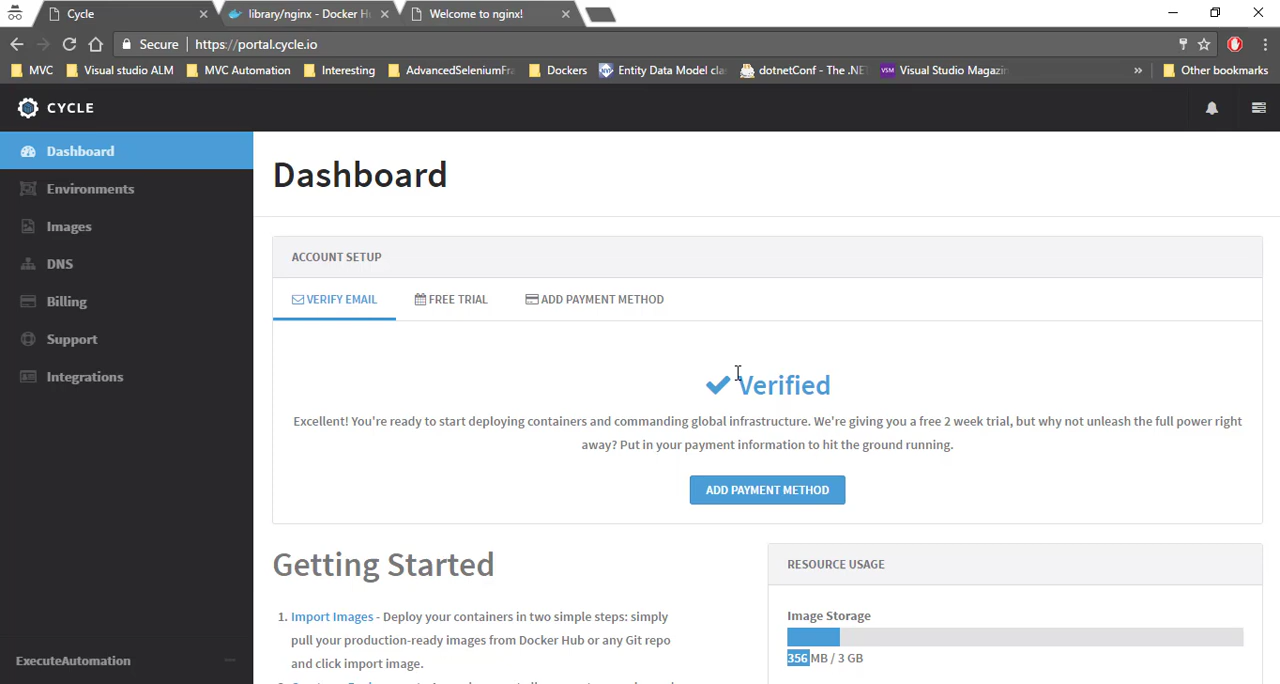 Cycle
library/nginx - Docker H
Welcome to nginx!
Secure
https://portal.cycle.io
MVC
Visual studio ALM
MVC Automation
Interesting
AdvancedSeleniumFra
Dockers
Entity Data Model cla
dotnetConf - The .NE
VSM
Visual Studio Magazin
»
Other bookmarks
CYCLE
Dashboard
Environments
Images
DNS
Billing
Support
Integrations
ExecuteAutomation
Dashboard
ACCOUNT SETUP
VERIFY EMAIL
FREE TRIAL
ADD PAYMENT METHOD
Verified
Excellent! You're ready to start deploying containers and commanding global infrastructure. We're giving you a free 2 week trial, but why not unleash the full power right
away? Put in your payment information to hit the ground running.
ADD PAYMENT METHOD
Getting Started
1. Import Images - Deploy your containers in two simple steps: simply
pull your production-ready images from Docker Hub or any Git repo
and click import image.
RESOURCE USAGE
Image Storage
356 MB / 3 GB